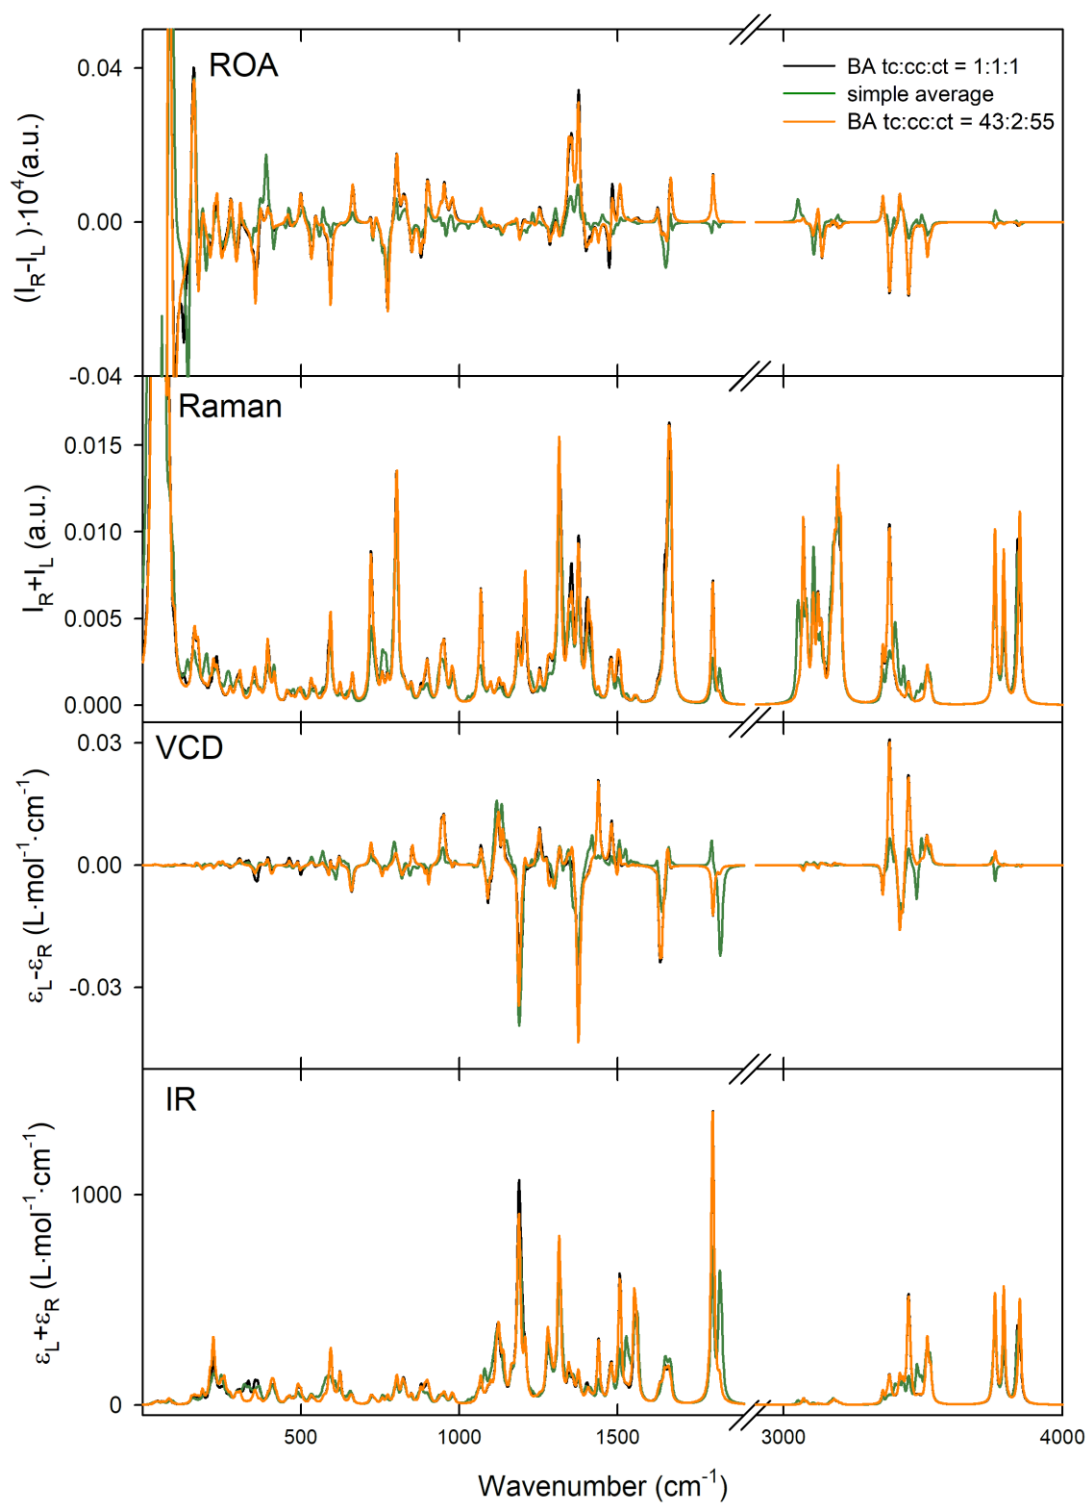 ROA
BA tc:cc:ct = 1:1:1
simple average
BA tc:cc:ct = 43:2:55
0.04
0.00
-0.04
(I_R-I_L)·10^4(a.u.)
Raman
0.015
0.010
0.005
0.000
I_R+I_L (a.u.)
VCD
0.03
0.00
-0.03
ε_L-ε_R (L·mol^-1·cm^-1)
IR
1000
0
ε_L+ε_R (L·mol^-1·cm^-1)
500 1000 1500 3000 4000
Wavenumber (cm^-1)